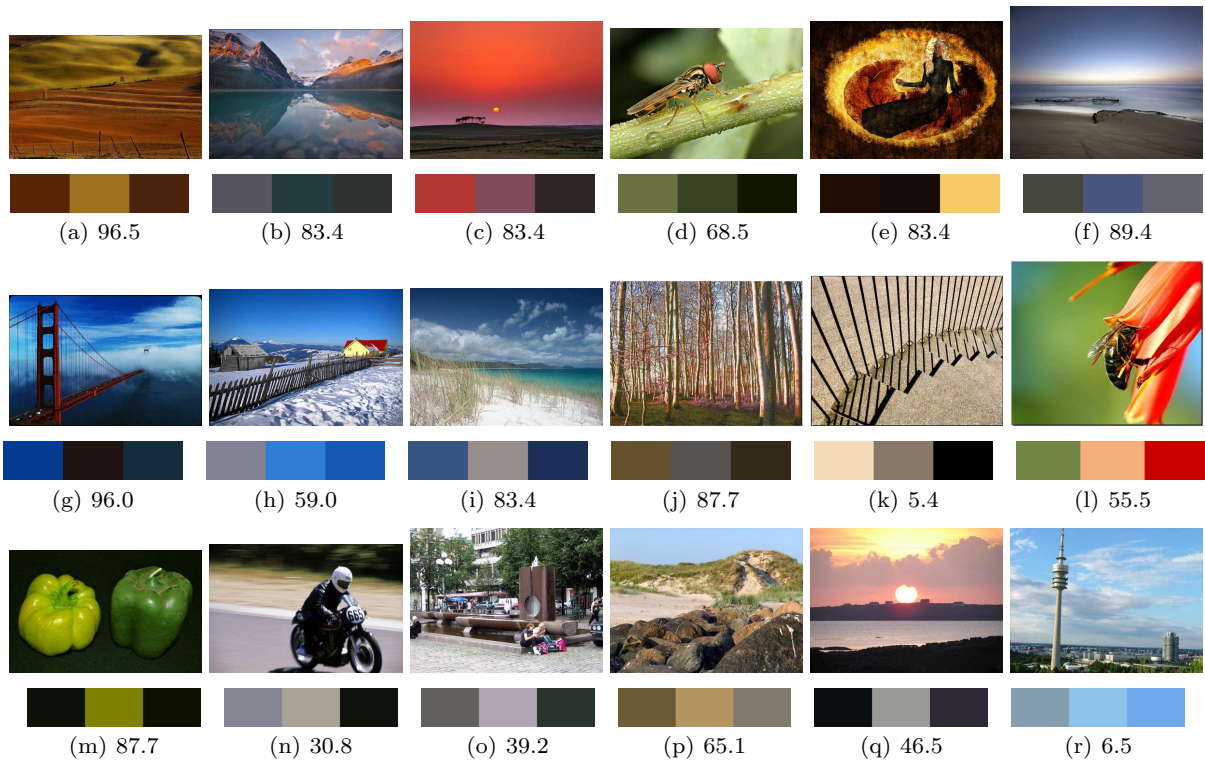 (a) 96.5
(b) 83.4
(c) 83.4
(d) 68.5
(e) 83.4
(f) 89.4
(g) 96.0
(h) 59.0
(i) 83.4
(j) 87.7
(k) 5.4
(l) 55.5
665
(m) 87.7
(n) 30.8
(o) 39.2
(p) 65.1
(q) 46.5
(r) 6.5